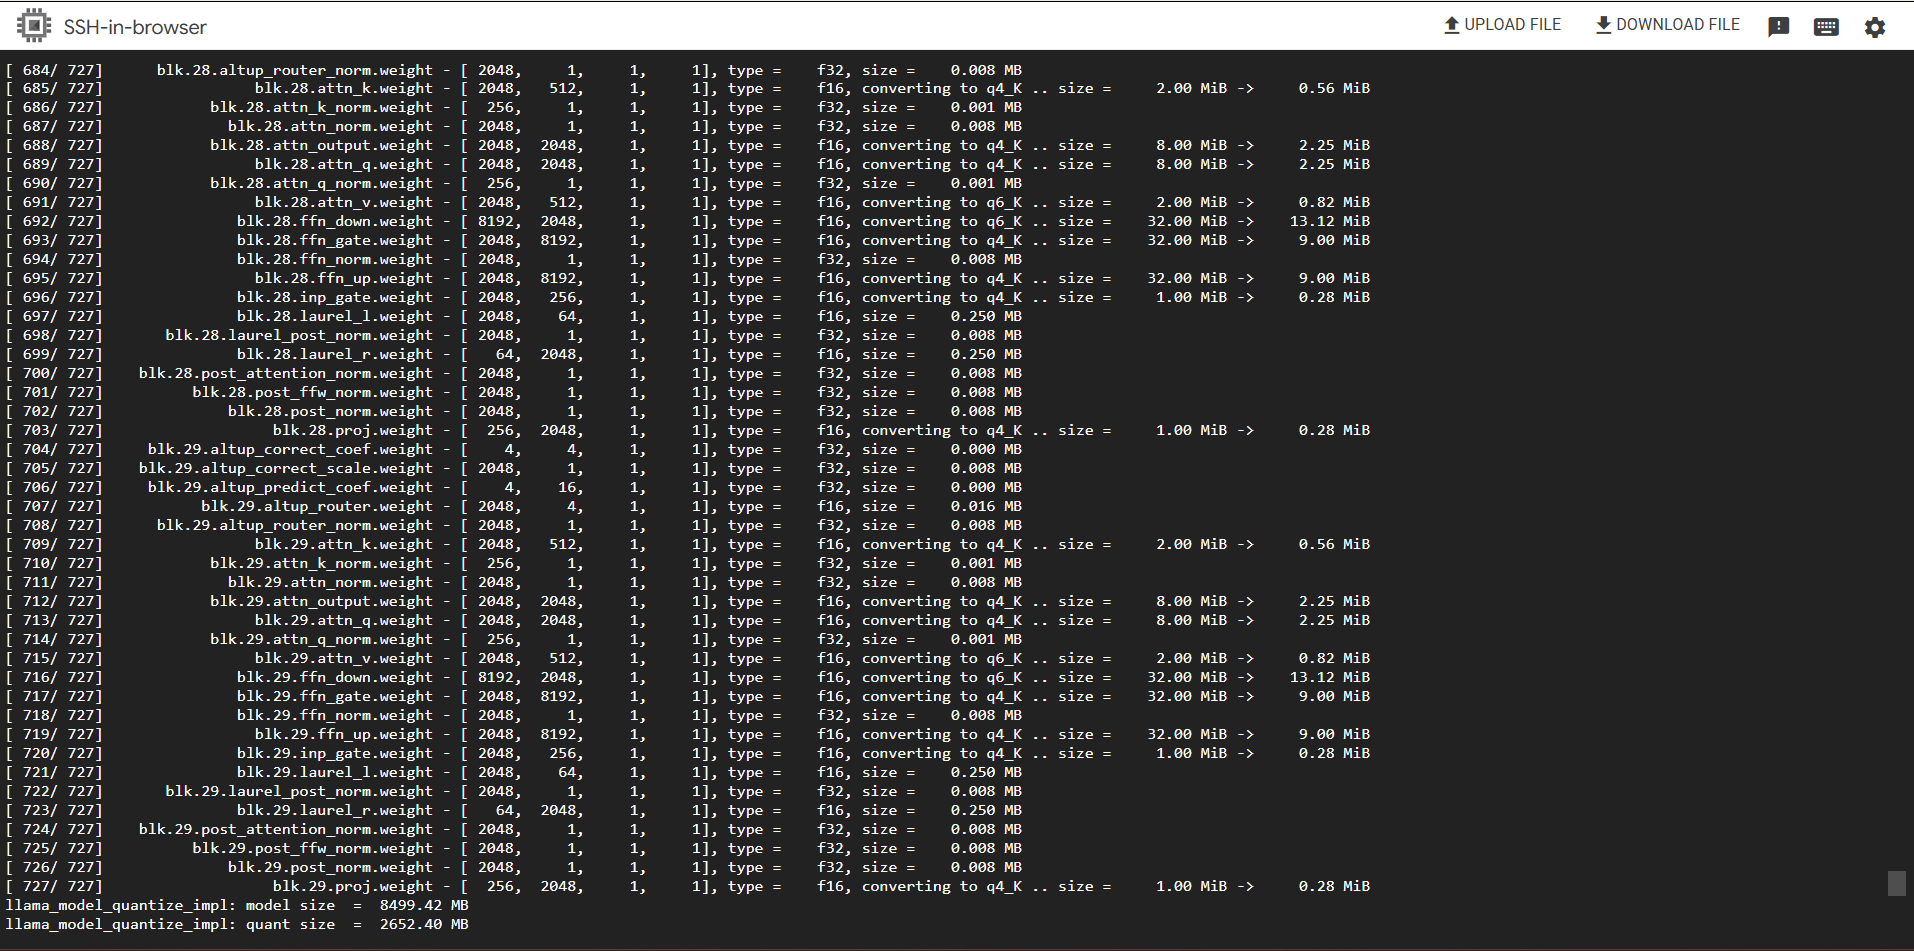 SSH-in-browser
UPLOAD FILE
DOWNLOAD FILE
[ 684/ 727] blk.28.altup_router_norm.weight - [ 2048, 1, 1, 1], type = f32, size = 0.008 MB
[ 685/ 727] blk.28.attn_k.weight - [ 2048, 512, 1, 1], type = f16, converting to q4_K .. size = 2.00 MiB -> 0.56 MiB
[ 686/ 727] blk.28.attn_k_norm.weight - [ 256, 1, 1, 1], type = f32, size = 0.001 MB
[ 687/ 727] blk.28.attn_norm.weight - [ 2048, 1, 1, 1], type = f32, size = 0.008 MB
[ 688/ 727] blk.28.attn_output.weight - [ 2048, 2048, 1, 1], type = f16, converting to q4_K .. size = 8.00 MiB -> 2.25 MiB
[ 689/ 727] blk.28.attn_q.weight - [ 2048, 2048, 1, 1], type = f16, converting to q4_K .. size = 8.00 MiB -> 2.25 MiB
[ 690/ 727] blk.28.attn_q_norm.weight - [ 256, 1, 1, 1], type = f32, size = 0.001 MB
[ 691/ 727] blk.28.attn_v.weight - [ 2048, 512, 1, 1], type = f16, converting to q6_K .. size = 2.00 MiB -> 0.82 MiB
[ 692/ 727] blk.28.ffn_down.weight - [ 8192, 2048, 1, 1], type = f16, converting to q6_K .. size = 32.00 MiB -> 13.12 MiB
[ 693/ 727] blk.28.ffn_gate.weight - [ 2048, 8192, 1, 1], type = f16, converting to q4_K .. size = 32.00 MiB -> 9.00 MiB
[ 694/ 727] blk.28.ffn_norm.weight - [ 2048, 1, 1, 1], type = f32, size = 0.008 MB
[ 695/ 727] blk.28.ffn_up.weight - [ 2048, 8192, 1, 1], type = f16, converting to q4_K .. size = 32.00 MiB -> 9.00 MiB
[ 696/ 727] blk.28.inp_gate.weight - [ 2048, 256, 1, 1], type = f16, converting to q4_K .. size = 1.00 MiB -> 0.28 MiB
[ 697/ 727] blk.28.laurel_l.weight - [ 2048, 64, 1, 1], type = f16, size = 0.250 MB
[ 698/ 727] blk.28.laurel_post_norm.weight - [ 2048, 1, 1, 1], type = f32, size = 0.008 MB
[ 699/ 727] blk.28.laurel_r.weight - [ 64, 2048, 1, 1], type = f16, size = 0.250 MB
[ 700/ 727] blk.28.post_attention_norm.weight - [ 2048, 1, 1, 1], type = f32, size = 0.008 MB
[ 701/ 727] blk.28.post_ffw_norm.weight - [ 2048, 1, 1, 1], type = f32, size = 0.008 MB
[ 702/ 727] blk.28.post_norm.weight - [ 2048, 1, 1, 1], type = f32, size = 0.008 MB
[ 703/ 727] blk.28.proj.weight - [ 256, 2048, 1, 1], type = f16, converting to q4_K .. size = 1.00 MiB -> 0.28 MiB
[ 704/ 727] blk.29.altup_correct_coef.weight - [ 4, 4, 1, 1], type = f32, size = 0.000 MB
[ 705/ 727] blk.29.altup_correct_scale.weight - [ 2048, 1, 1, 1], type = f32, size = 0.008 MB
[ 706/ 727] blk.29.altup_predict_coef.weight - [ 4, 16, 1, 1], type = f32, size = 0.000 MB
[ 707/ 727] blk.29.altup_router.weight - [ 2048, 4, 1, 1], type = f16, size = 0.016 MB
[ 708/ 727] blk.29.altup_router_norm.weight - [ 2048, 1, 1, 1], type = f32, size = 0.008 MB
[ 709/ 727] blk.29.attn_k.weight - [ 2048, 512, 1, 1], type = f16, converting to q4_K .. size = 2.00 MiB -> 0.56 MiB
[ 710/ 727] blk.29.attn_k_norm.weight - [ 256, 1, 1, 1], type = f32, size = 0.001 MB
[ 711/ 727] blk.29.attn_norm.weight - [ 2048, 1, 1, 1], type = f32, size = 0.008 MB
[ 712/ 727] blk.29.attn_output.weight - [ 2048, 2048, 1, 1], type = f16, converting to q4_K .. size = 8.00 MiB -> 2.25 MiB
[ 713/ 727] blk.29.attn_q.weight - [ 2048, 2048, 1, 1], type = f16, converting to q4_K .. size = 8.00 MiB -> 2.25 MiB
[ 714/ 727] blk.29.attn_q_norm.weight - [ 256, 1, 1, 1], type = f32, size = 0.001 MB
[ 715/ 727] blk.29.attn_v.weight - [ 2048, 512, 1, 1], type = f16, converting to q6_K .. size = 2.00 MiB -> 0.82 MiB
[ 716/ 727] blk.29.ffn_down.weight - [ 8192, 2048, 1, 1], type = f16, converting to q6_K .. size = 32.00 MiB -> 13.12 MiB
[ 717/ 727] blk.29.ffn_gate.weight - [ 2048, 8192, 1, 1], type = f16, converting to q4_K .. size = 32.00 MiB -> 9.00 MiB
[ 718/ 727] blk.29.ffn_norm.weight - [ 2048, 1, 1, 1], type = f32, size = 0.008 MB
[ 719/ 727] blk.29.ffn_up.weight - [ 2048, 8192, 1, 1], type = f16, converting to q4_K .. size = 32.00 MiB -> 9.00 MiB
[ 720/ 727] blk.29.inp_gate.weight - [ 2048, 256, 1, 1], type = f16, converting to q4_K .. size = 1.00 MiB -> 0.28 MiB
[ 721/ 727] blk.29.laurel_l.weight - [ 2048, 64, 1, 1], type = f16, size = 0.250 MB
[ 722/ 727] blk.29.laurel_post_norm.weight - [ 2048, 1, 1, 1], type = f32, size = 0.008 MB
[ 723/ 727] blk.29.laurel_r.weight - [ 64, 2048, 1, 1], type = f16, size = 0.250 MB
[ 724/ 727] blk.29.post_attention_norm.weight - [ 2048, 1, 1, 1], type = f32, size = 0.008 MB
[ 725/ 727] blk.29.post_ffw_norm.weight - [ 2048, 1, 1, 1], type = f32, size = 0.008 MB
[ 726/ 727] blk.29.post_norm.weight - [ 2048, 1, 1, 1], type = f32, size = 0.008 MB
[ 727/ 727] blk.29.proj.weight - [ 256, 2048, 1, 1], type = f16, converting to q4_K .. size = 1.00 MiB -> 0.28 MiB
llama_model_quantize_impl: model size = 8499.42 MB
llama_model_quantize_impl: quant size = 2652.40 MB